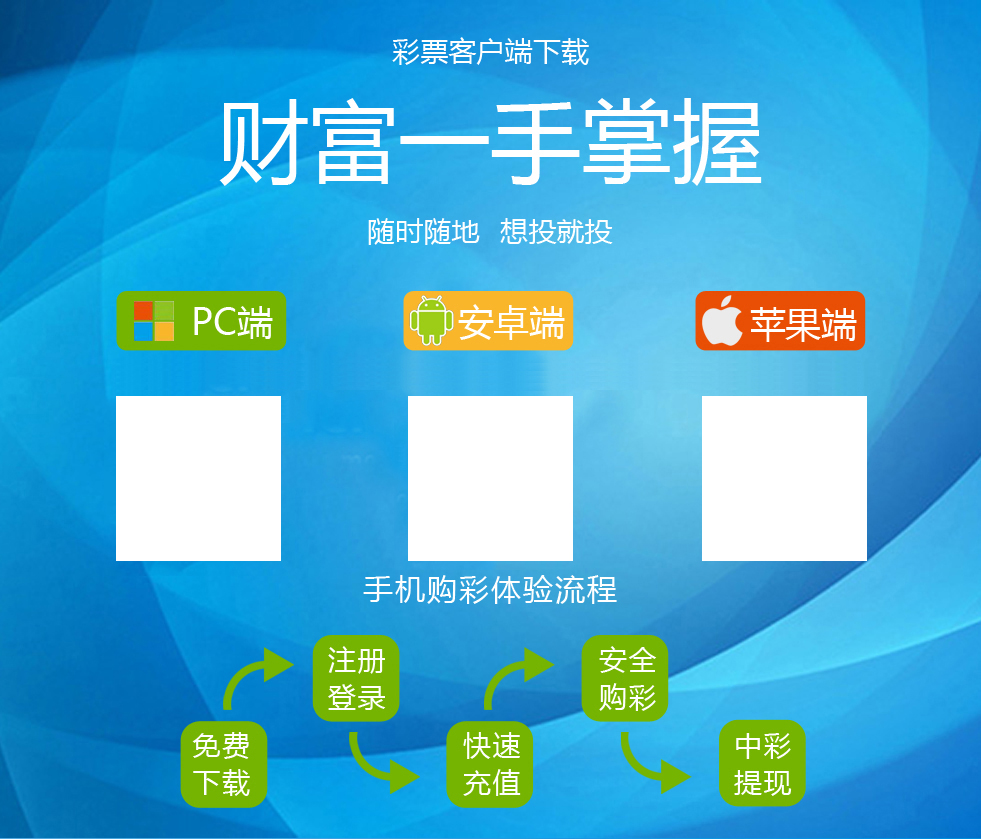 彩票客户端下载
财富一手掌握
随时随地 想投就投
PC端
安卓端
苹果端
手机购彩体验流程
免费
下载
注册
登录
快速
充值
安全
购彩
中彩
提现